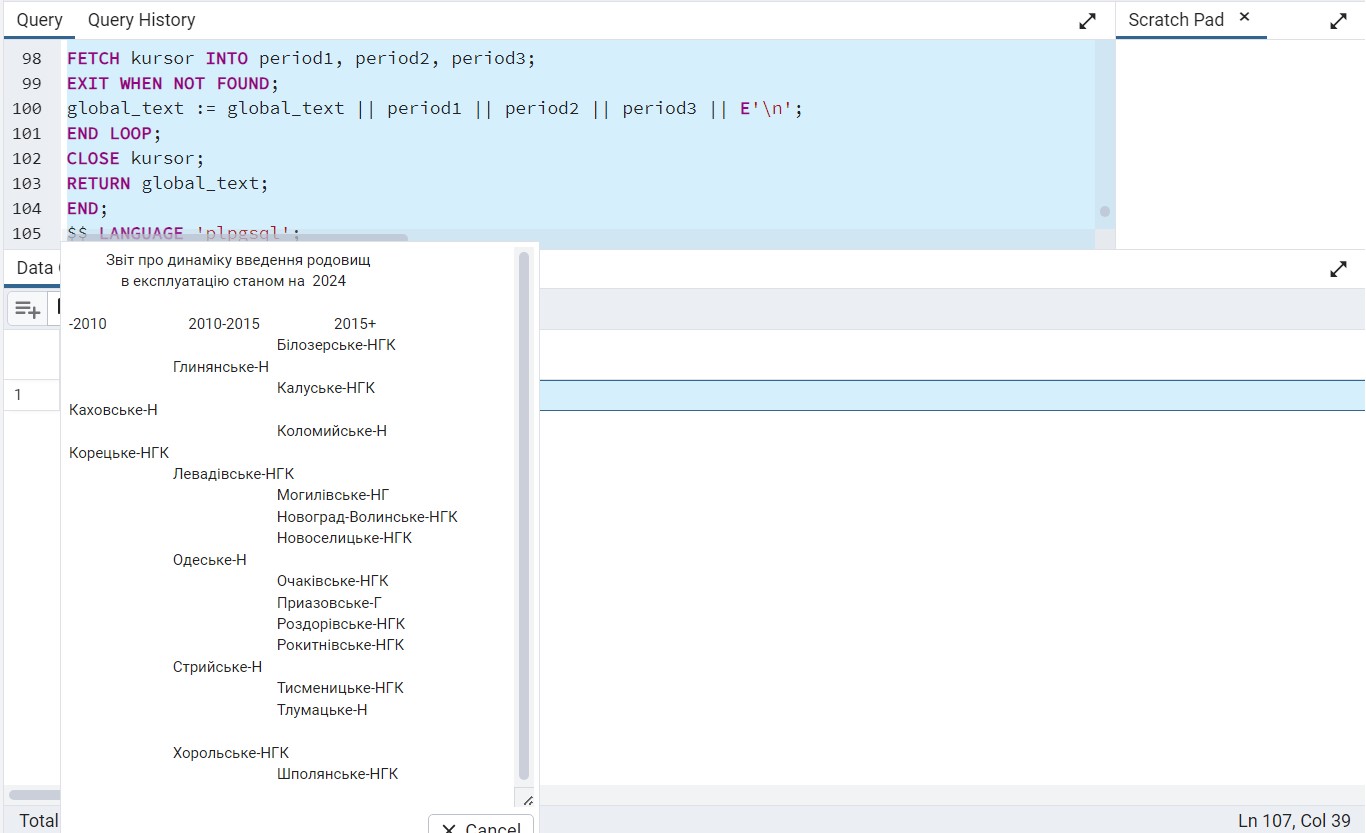 Query Query History
Scratch Pad ×
98 FETCH kursor INTO period1, period2, period3;
99 EXIT WHEN NOT FOUND;
100 global_text := global_text || period1 || period2 || period3 || E'\n';
101 END LOOP;
102 CLOSE kursor;
103 RETURN global_text;
104 END;
105 $$ LANGUAGE 'plpgsql';
Data
Звіт про динаміку введення родовищ
в експлуатацію станом на 2024
-2010 2010-2015 2015+
Білозерське-НГК
Глинянське-Н
Калуське-НГК
1
Каховське-Н
Коломийське-Н
Корецьке-НГК
Левадівське-НГК
Могилівське-НГ
Новоград-Волинське-НГК
Новоселицьке-НГК
Одеське-Н
Очаківське-НГК
Приазовське-Г
Роздорівське-НГК
Рокитнівське-НГК
Стрийське-Н
Тисменицьке-НГК
Тлумацьке-Н
Хорольське-НГК
Шполянське-НГК
Cancel
Total
Ln 107, Col 39